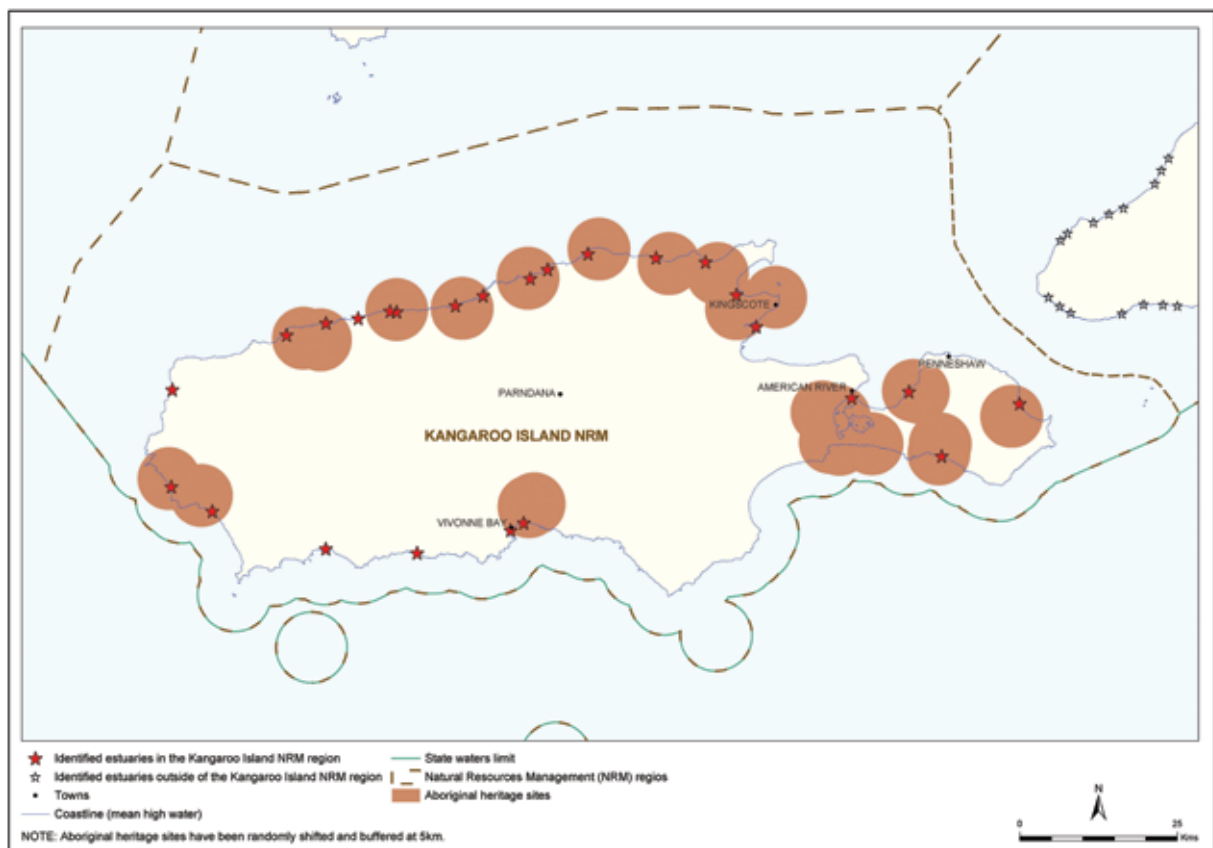 KINGSCOTE
PENNESHAW
AMERICAN RIVER
PARNDANA
KANGAROO ISLAND NRM
VIVONNE BAY
Identified estuaries in the Kangaroo Island NRM region
Identified estuaries outside of the Kangaroo Island NRM region
Towns
Coastline (mean high water)
NOTE: Aboriginal heritage sites have been randomly shifted and buffered at 5km.
State waters limit
Natural Resources Management (NRM) regios
Aboriginal heritage sites
N
0 25
Kms